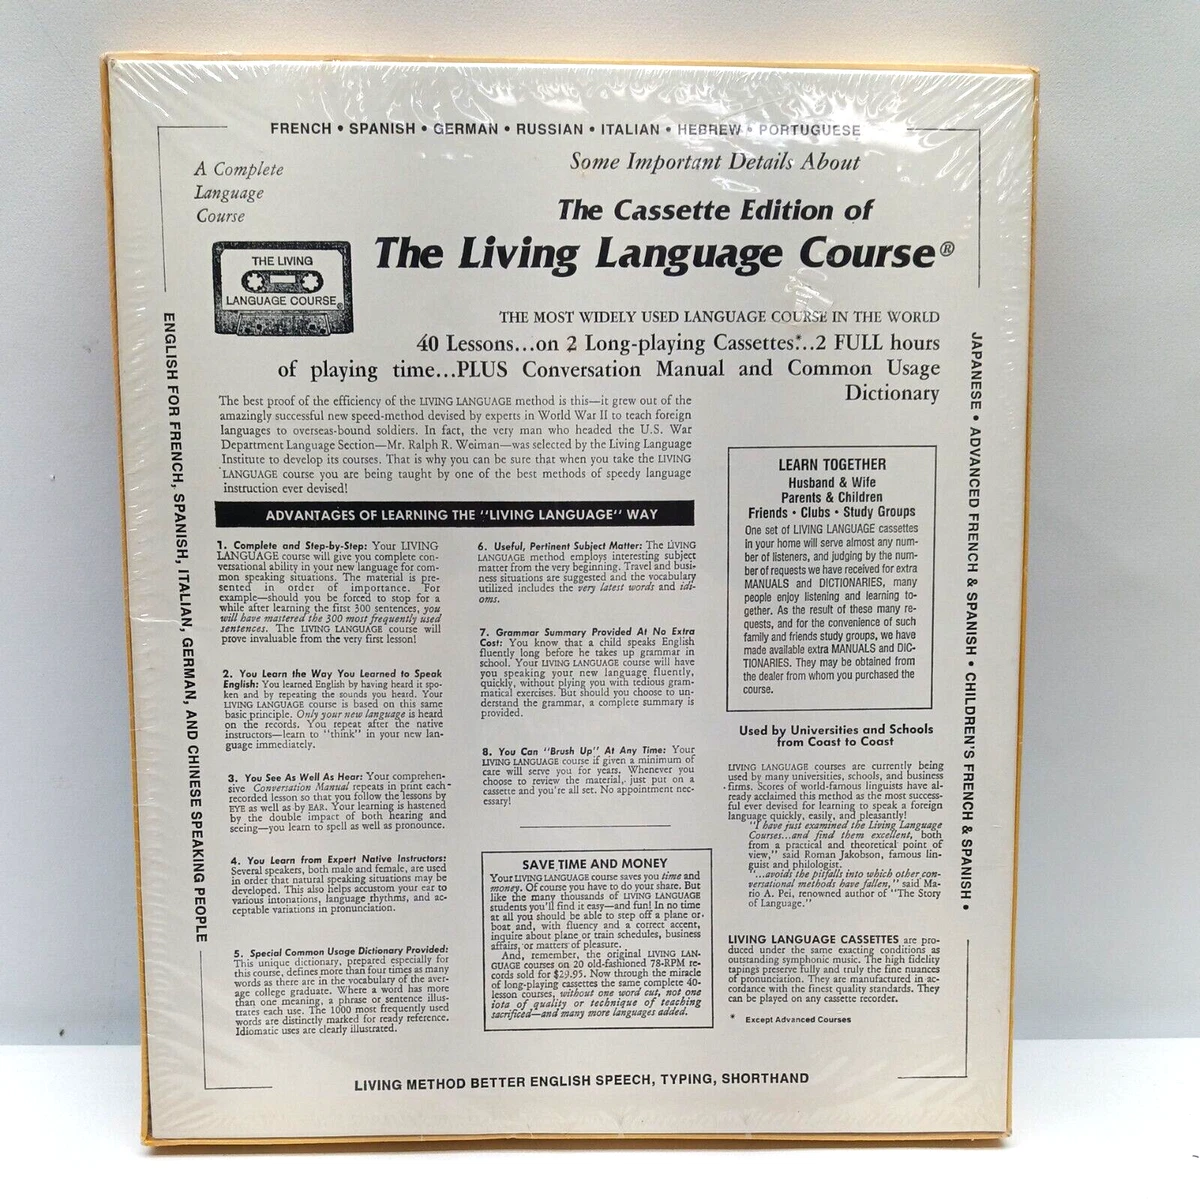 FRENCH • SPANISH • GERMAN • RUSSIAN • ITALIAN • HEBREW • PORTUGUESE
A Complete
Language
Course
Some Important Details About
The Cassette Edition of
The Living Language Course®
THE LIVING
LANGUAGE COURSE®
THE MOST WIDELY USED LANGUAGE COURSE IN THE WORLD
40 Lessons...on 2 Long-playing Cassettes*...2 FULL hours
of playing time...PLUS Conversation Manual and Common Usage
Dictionary
The best proof of the efficiency of the LIVING LANGUAGE method is this—it grew out of the
amazingly successful new speed-method devised by experts in World War II to teach foreign
languages to overseas-bound soldiers. In fact, the very man who headed the U.S. War
Department Language Section—Mr. Ralph R. Weiman—was selected by the Living Language
Institute to develop its courses. That is why you can be sure that when you take the LIVING
LANGUAGE course you are being taught by one of the best methods of speedy language
instruction ever devised!
ADVANTAGES OF LEARNING THE "LIVING LANGUAGE" WAY
1. Complete and Step-by-Step: Your LIVING
LANGUAGE course will give you complete con-
versational ability in your new language for com-
mon speaking situations. The material is pre-
sented in order of importance. For
example—should you be forced to stop for a
while after learning the first 300 sentences, you
will have mastered the 300 most frequently used
sentences. The LIVING LANGUAGE course will
prove invaluable from the very first lesson!
2. You Learn the Way You Learned to Speak
English: You learned English by having heard it spo-
ken and by repeating the sounds you heard. Your
LIVING LANGUAGE course is based on this same
basic principle. Only your new language is heard
on the records. You repeat after the native
instructors—learn to "think" in your new lan-
guage immediately.
3. You See As Well As Hear: Your comprehen-
sive Conversation Manual repeats in print each
recorded lesson so that you follow the lessons by
EYE as well as by EAR. Your learning is hastened
by the double impact of both hearing and
seeing—you learn to spell as well as pronounce.
4. You Learn from Expert Native Instructors:
Several speakers, both male and female, are used
in order that natural speaking situations may be
developed. This also helps accustom your ear to
various intonations, language rhythms, and ac-
ceptable variations in pronunciation.
5. Special Common Usage Dictionary Provided:
This unique dictionary, prepared especially for
this course, defines more than four times as many
words as there are in the vocabulary of the aver-
age college graduate. Where a word has more
than one meaning, a phrase or sentence illus-
trates each use. The 1000 most frequently used
words are distinctly marked for ready reference.
Idiomatic uses are clearly illustrated.
6. Useful, Pertinent Subject Matter: The LIVING
LANGUAGE method employs interesting subject
matter from the very beginning. Travel and busi-
ness situations are suggested and the vocabulary
utilized includes the very latest words and idi-
oms.
7. Grammar Summary Provided At No Extra
Cost: You know that a child speaks English
fluently long before he takes up grammar in
school. Your LIVING LANGUAGE course will have
you speaking your new language fluently,
quickly, without plying you with tedious gram-
matical exercises. But should you choose to un-
derstand the grammar, a complete summary is
provided.
8. You Can "Brush Up" At Any Time: Your
LIVING LANGUAGE course if given a minimum of
care will serve you for years. Whenever you
choose to review the material, just put on a
cassette and you're all set. No appointment nec-
essary!
SAVE TIME AND MONEY
Your LIVING LANGUAGE course saves you time and
money. Of course you have to do your share. But
like the many thousands of LIVING LANGUAGE
students you'll find it easy—and fun! In no time
at all you should be able to step off a plane or
boat and, with fluency and a correct accent,
inquire about plane or train schedules, business
affairs, or matters of pleasure.
And, remember, the original LIVING LAN-
GUAGE courses on 20 old-fashioned 78-RPM re-
cords sold for $29.95. Now through the miracle
of long-playing cassettes the same complete 40-
lesson courses, without one word cut, not one
iota of quality or technique of teaching
sacrificed—and many more languages added.
LEARN TOGETHER
Husband & Wife
Parents & Children
Friends • Clubs • Study Groups
One set of LIVING LANGUAGE cassettes
in your home will serve almost any num-
ber of listeners, and judging by the num-
ber of requests we have received for extra
MANUALS and DICTIONARIES, many
people enjoy listening and learning to-
gether. As the result of these many re-
quests, and for the convenience of such
family and friends study groups, we have
made available extra MANUALS and DIC-
TIONARIES. They may be obtained from
the dealer from whom you purchased the
course.
Used by Universities and Schools
from Coast to Coast
LIVING LANGUAGE courses are currently being
used by many universities, schools, and business
firms. Scores of world-famous linguists have al-
ready acclaimed this method as the most success-
ful ever devised for learning to speak a foreign
language quickly, easily, and pleasantly!
"I have just examined the Living Language
Courses...and find them excellent, both
from a practical and theoretical point of
view," said Roman Jakobson, famous lin-
guist and philologist.
"...avoids the pitfalls into which other con-
versational methods have fallen," said Ma-
rio A. Pei, renowned author of "The Story
of Language."
LIVING LANGUAGE CASSETTES are pro-
duced under the same exacting conditions as
outstanding symphonic music. The high fidelity
tapings preserve fully and truly the fine nuances
of pronunciation. They are manufactured in ac-
cordance with the finest quality standards. They
can be played on any cassette recorder.
* Except Advanced Courses
ENGLISH FOR FRENCH, SPANISH, ITALIAN, GERMAN, AND CHINESE SPEAKING PEOPLE
JAPANESE • ADVANCED FRENCH & SPANISH • CHILDREN'S FRENCH & SPANISH •
LIVING METHOD BETTER ENGLISH SPEECH, TYPING, SHORTHAND